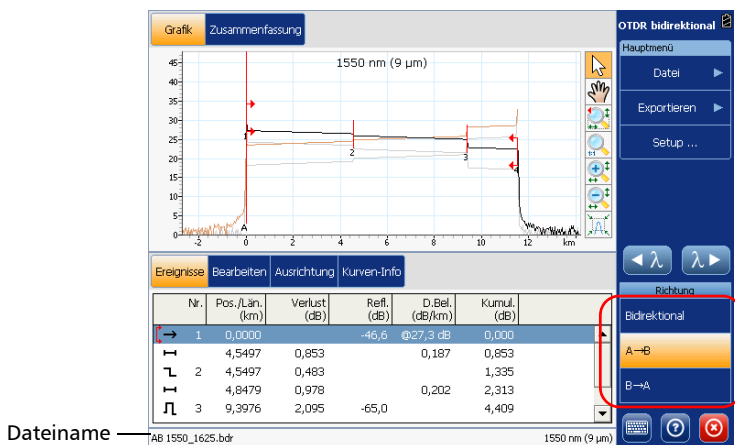 Grafik Zusammenfassung
OTDR bidirektional
Hauptmenü
Datei
Exportieren
Setup ...
1550 nm (9 µm)
45
40
35
30
25
20
15
10
5
0
-2 0 2 4 6 8 10 12 km
A
2
3
1:1
λ λ
Richtung
Bidirektional
A→B
B→A
Ereignisse Bearbeiten Ausrichtung Kurven-Info
Nr. Pos./Län. (km) Verlust (dB) Refl. (dB) D.Bel. (dB/km) Kumul. (dB)
1 0,0000 -46,6 @27,3 dB 0,000
4,5497 0,853 0,187 0,853
2 4,5497 0,483 1,335
4,8479 0,978 0,202 2,313
3 9,3976 2,095 -65,0 4,409
Dateiname
AB 1550_1625.bdr 1550 nm (9 µm)